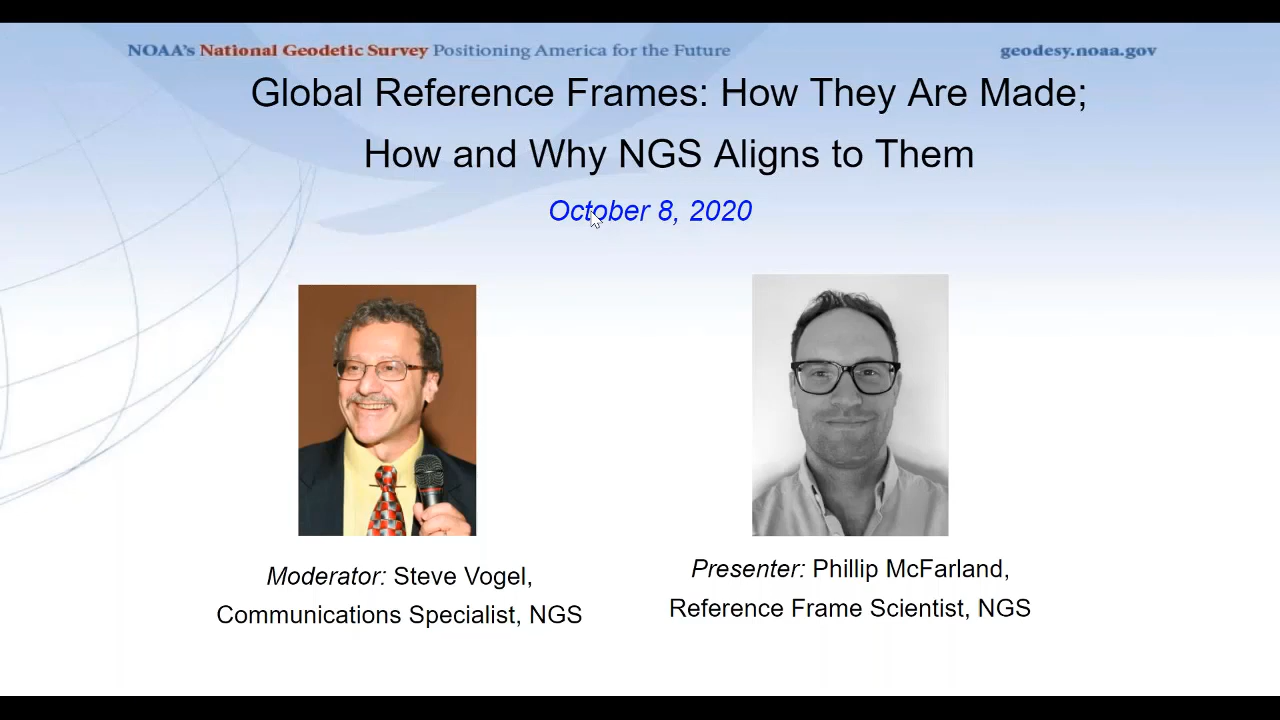 NOAA's National Geodetic Survey Positioning America for the Future
geodesy.noaa.gov
Global Reference Frames: How They Are Made;
How and Why NGS Aligns to Them
October 8, 2020
Moderator: Steve Vogel,
Communications Specialist, NGS
Presenter: Phillip McFarland,
Reference Frame Scientist, NGS